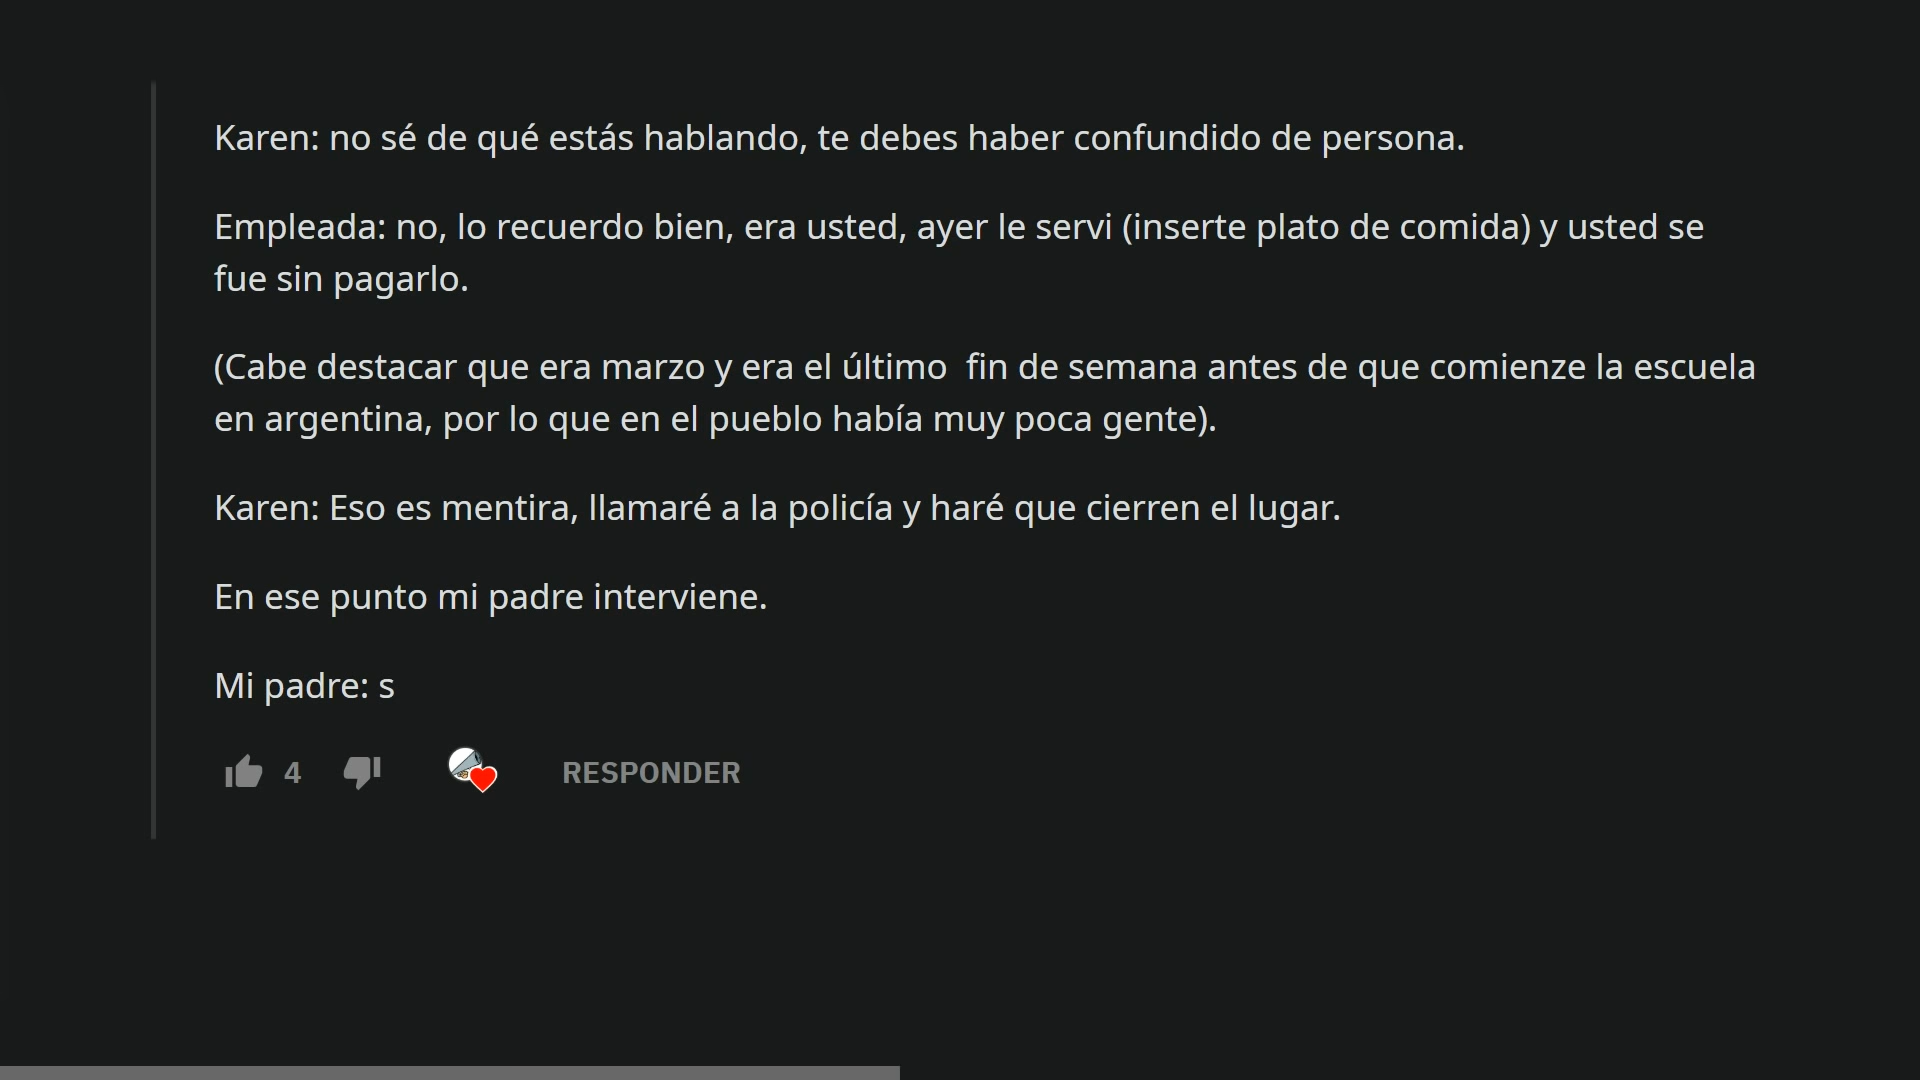 Karen: no sé de qué estás hablando, te debes haber confundido de persona.
Empleada: no, lo recuerdo bien, era usted, ayer le servi (inserte plato de comida) y usted se
fue sin pagarlo.
(Cabe destacar que era marzo y era el último  fin de semana antes de que comienze la escuela
en argentina, por lo que en el pueblo había muy poca gente).
Karen: Eso es mentira, llamaré a la policía y haré que cierren el lugar.
En ese punto mi padre interviene.
Mi padre: s
4 RESPONDER